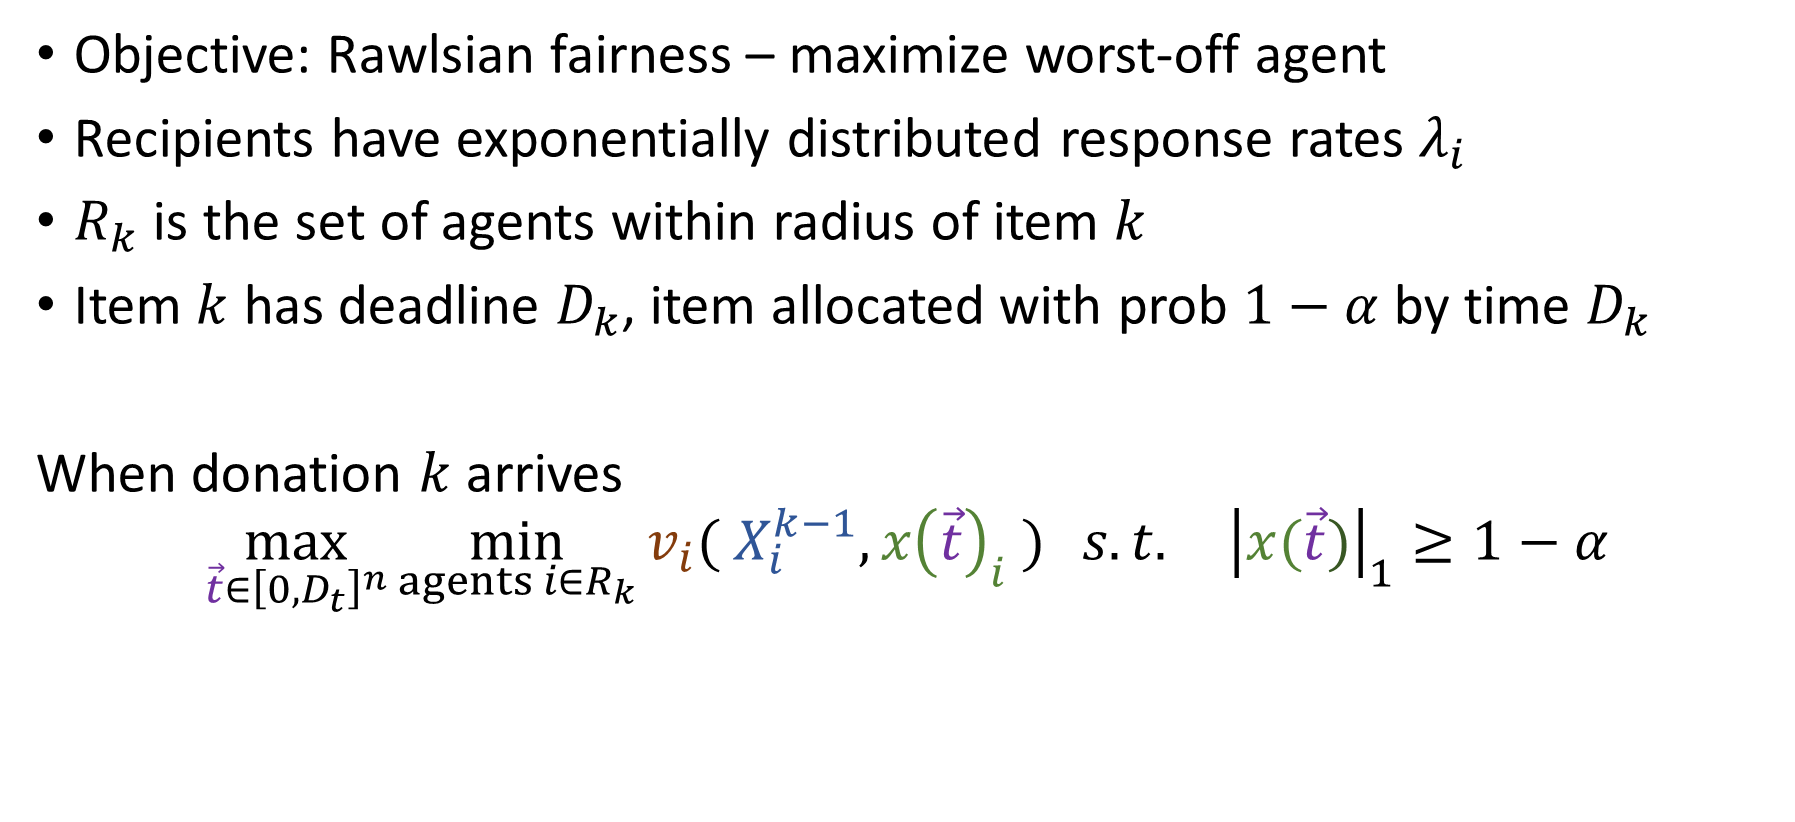 • Objective: Rawlsian fairness – maximize worst-off agent
• Recipients have exponentially distributed response rates λ_i
• R_k is the set of agents within radius of item k
• Item k has deadline D_k, item allocated with prob 1 − α by time D_k
When donation k arrives
max_{t⃗∈[0,D_t]^n} min_{agents i∈R_k} v_i( X_i^{k−1}, x(t⃗)_i ) s.t. |x(t⃗)|_1 ≥ 1 − α